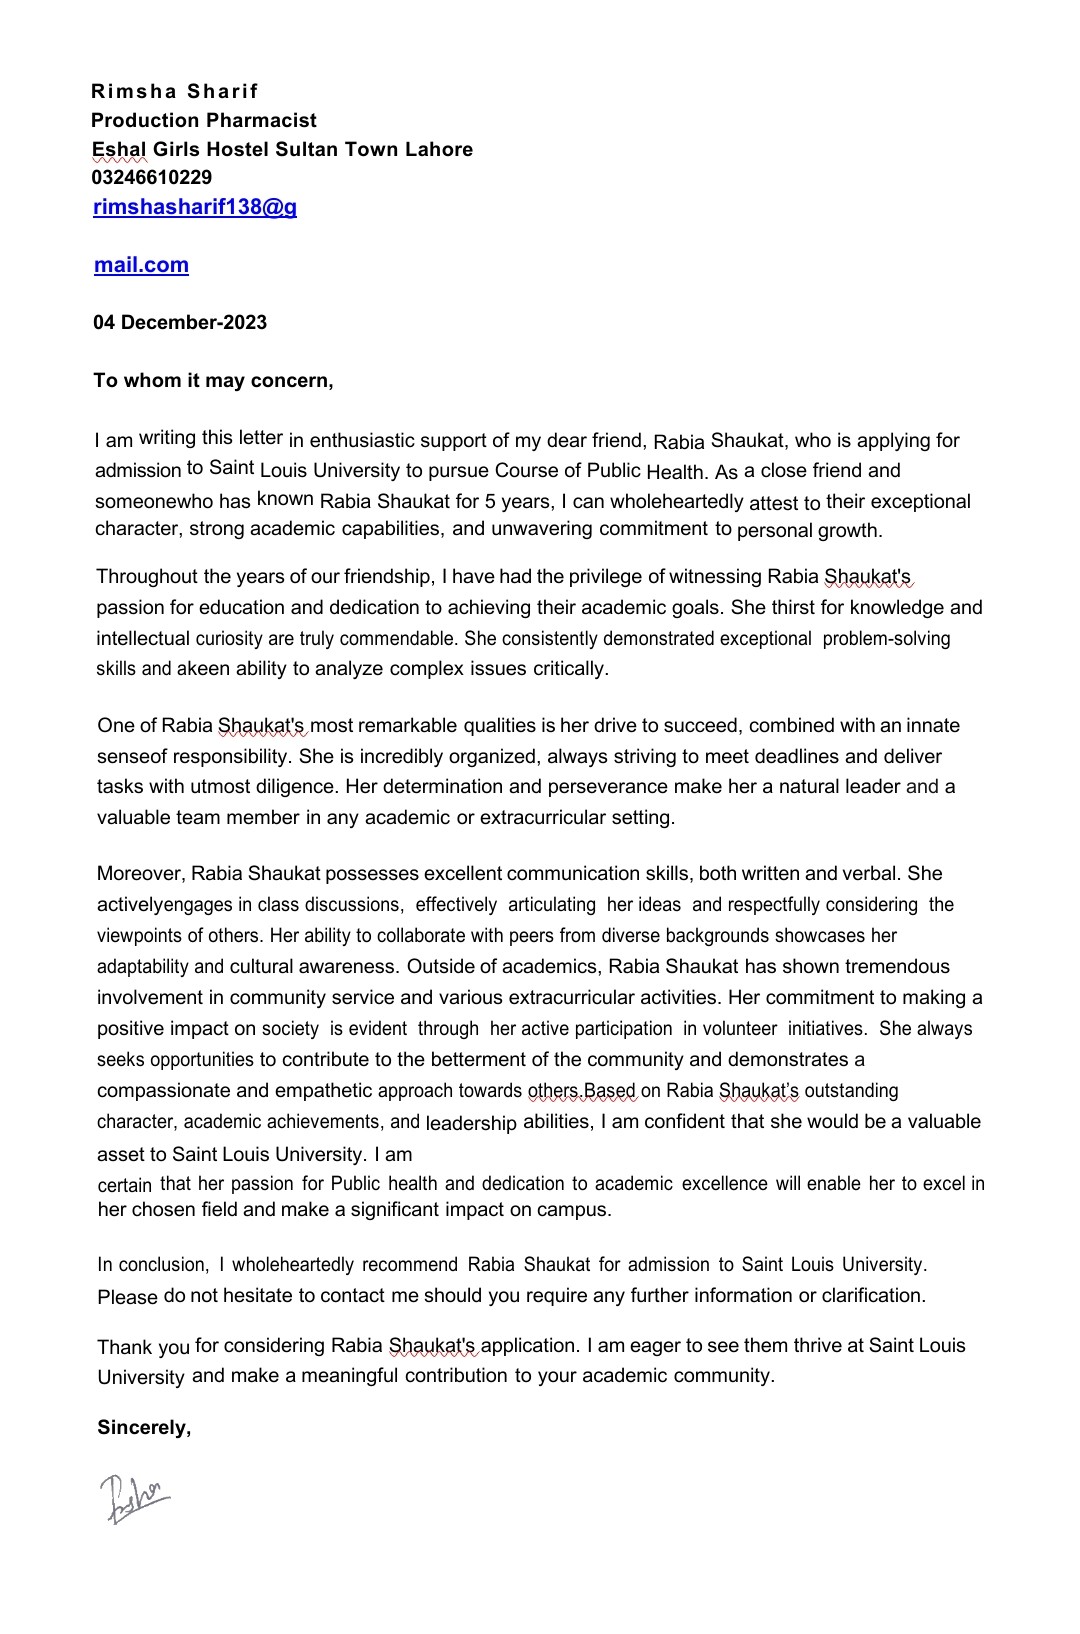 Rimsha Sharif
Production Pharmacist
Eshal Girls Hostel Sultan Town Lahore
03246610229
rimshasharif138@g
mail.com
04 December-2023
To whom it may concern,
I am writing this letter in enthusiastic support of my dear friend, Rabia Shaukat, who is applying for
admission to Saint Louis University to pursue Course of Public Health. As a close friend and
someonewho has known Rabia Shaukat for 5 years, I can wholeheartedly attest to their exceptional
character, strong academic capabilities, and unwavering commitment to personal growth.
Throughout the years of our friendship, I have had the privilege of witnessing Rabia Shaukat's
passion for education and dedication to achieving their academic goals. She thirst for knowledge and
intellectual curiosity are truly commendable. She consistently demonstrated exceptional problem-solving
skills and akeen ability to analyze complex issues critically.
One of Rabia Shaukat's most remarkable qualities is her drive to succeed, combined with an innate
senseof responsibility. She is incredibly organized, always striving to meet deadlines and deliver
tasks with utmost diligence. Her determination and perseverance make her a natural leader and a
valuable team member in any academic or extracurricular setting.
Moreover, Rabia Shaukat possesses excellent communication skills, both written and verbal. She
activelyengages in class discussions, effectively articulating her ideas and respectfully considering the
viewpoints of others. Her ability to collaborate with peers from diverse backgrounds showcases her
adaptability and cultural awareness. Outside of academics, Rabia Shaukat has shown tremendous
involvement in community service and various extracurricular activities. Her commitment to making a
positive impact on society is evident through her active participation in volunteer initiatives. She always
seeks opportunities to contribute to the betterment of the community and demonstrates a
compassionate and empathetic approach towards others.Based on Rabia Shaukat’s outstanding
character, academic achievements, and leadership abilities, I am confident that she would be a valuable
asset to Saint Louis University. I am
certain that her passion for Public health and dedication to academic excellence will enable her to excel in
her chosen field and make a significant impact on campus.
In conclusion, I wholeheartedly recommend Rabia Shaukat for admission to Saint Louis University.
Please do not hesitate to contact me should you require any further information or clarification.
Thank you for considering Rabia Shaukat's application. I am eager to see them thrive at Saint Louis
University and make a meaningful contribution to your academic community.
Sincerely,